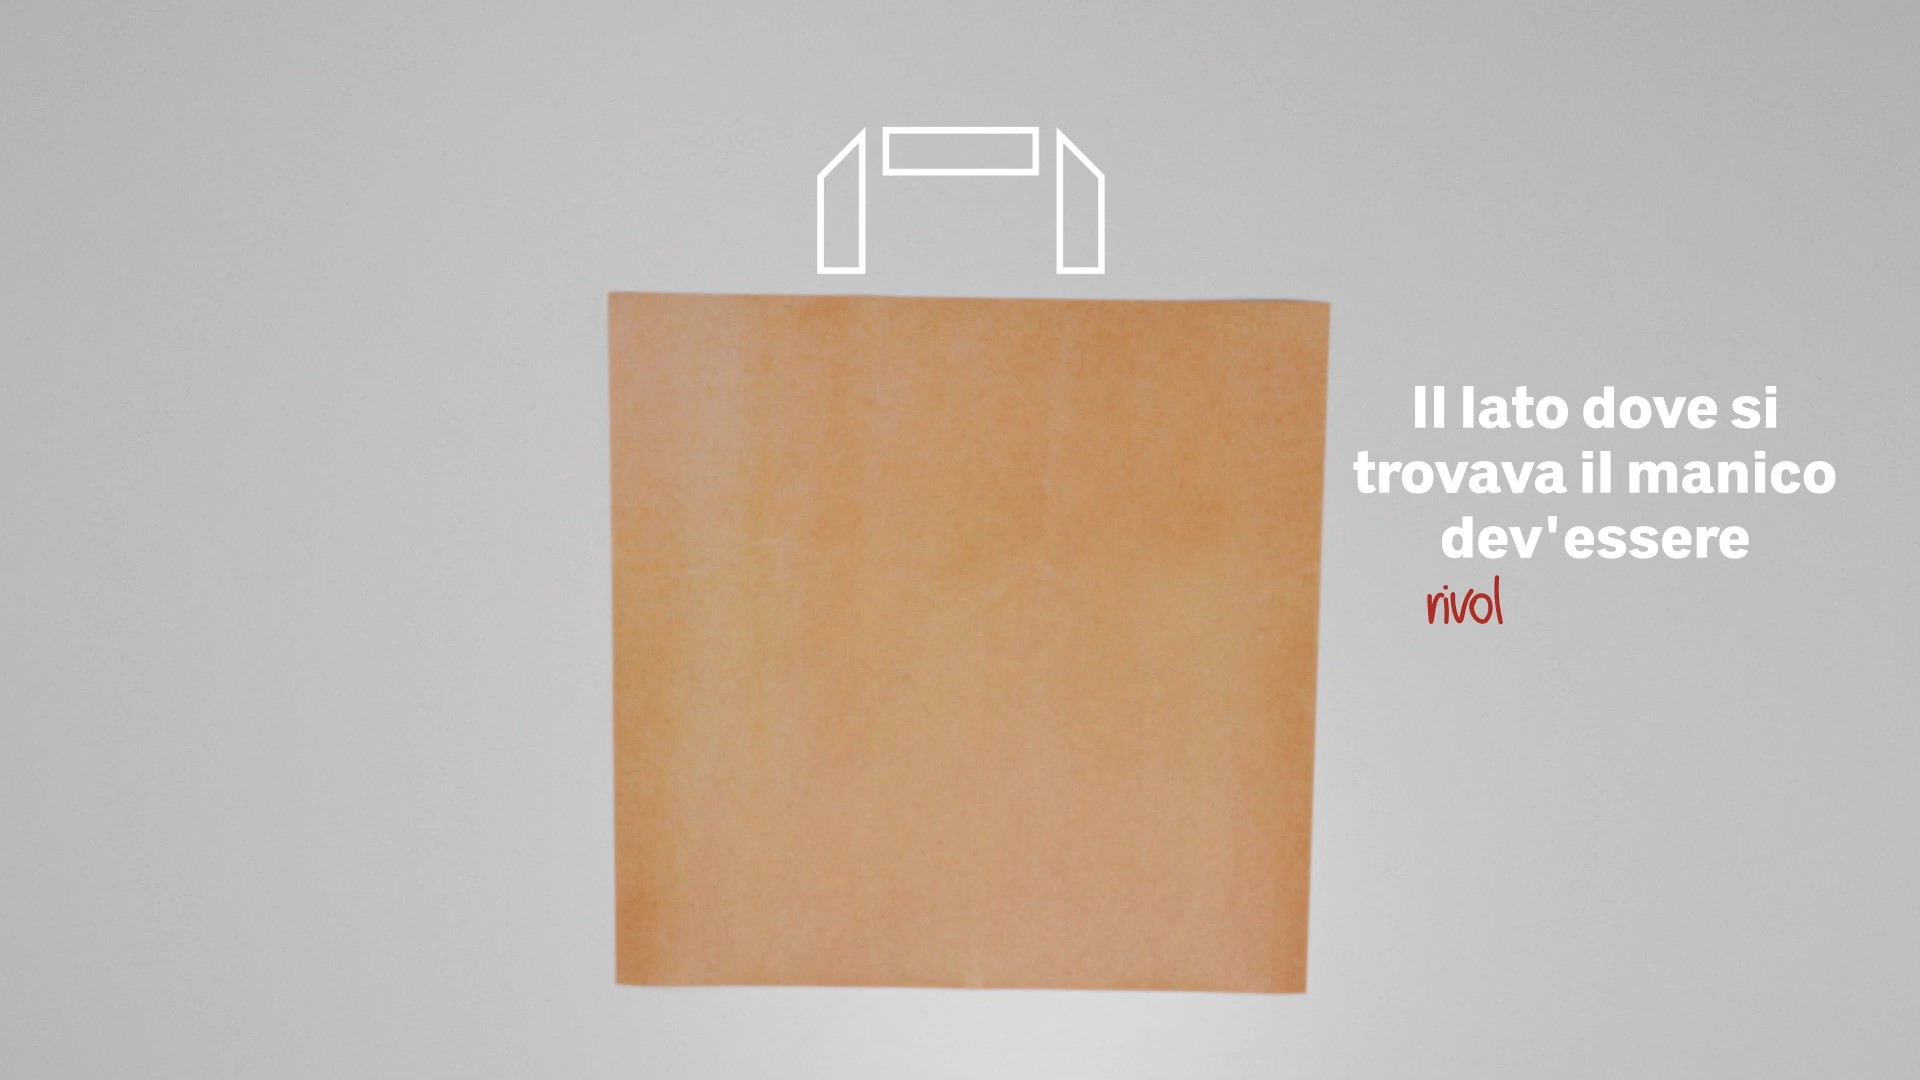 Il lato dove si
trovava il manico
dev'essere
rivol